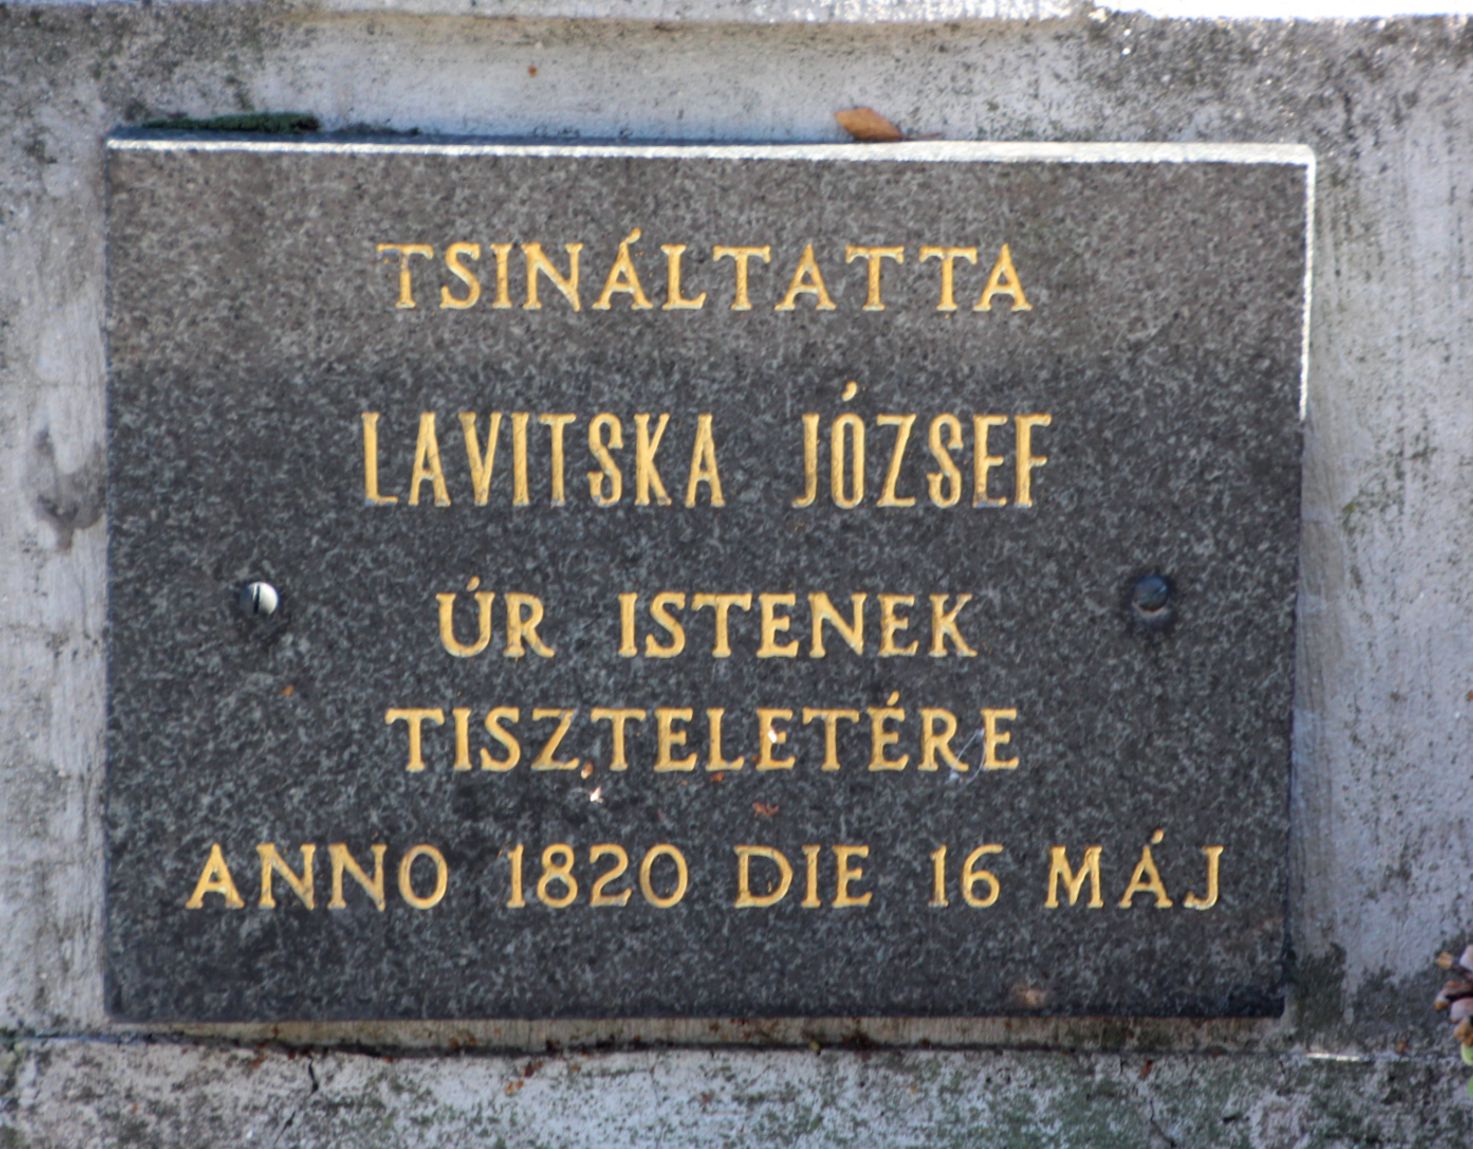 TSINÁLTATTA
LAVITSKA JÓZSEF
ÚR ISTENEK
TISZTELETÉRE
ANNO 1820 DIE 16 MÁJ